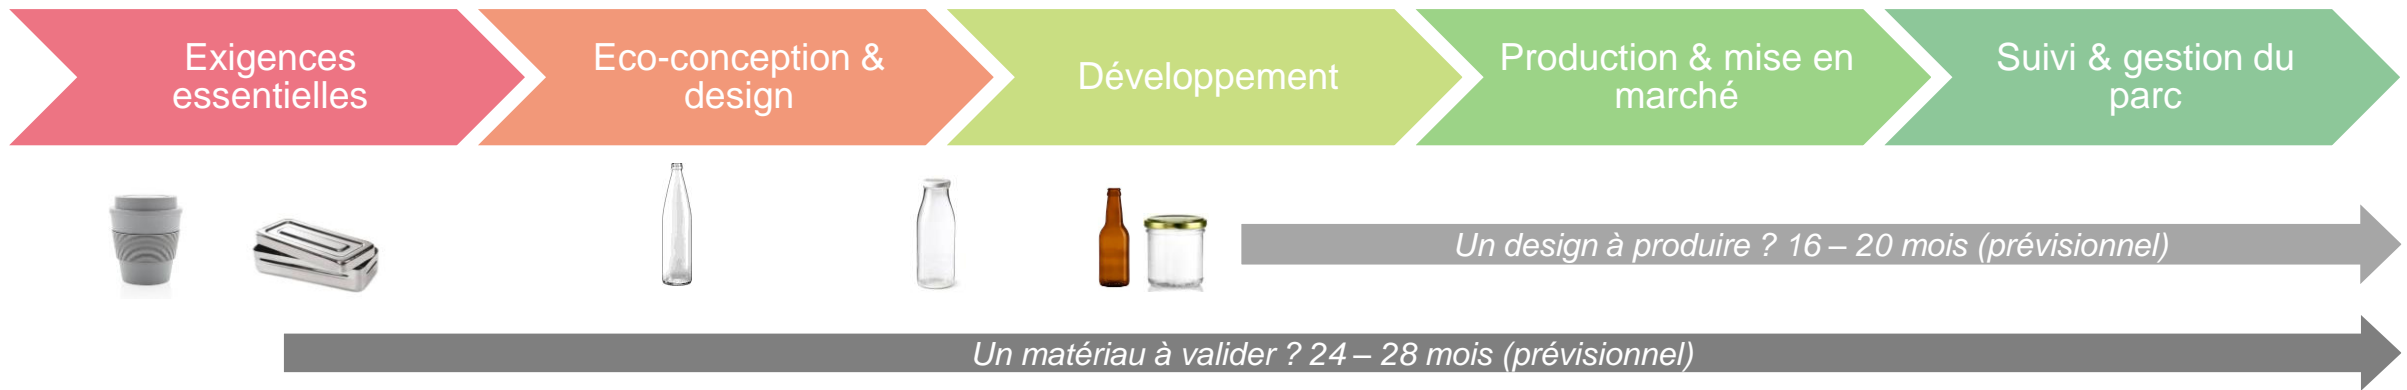 Exigences
essentielles
Eco-conception &
design
Développement
Production & mise en
marché
Suivi & gestion du
parc
Un design à produire ? 16 – 20 mois (prévisionnel)
Un matériau à valider ? 24 – 28 mois (prévisionnel)